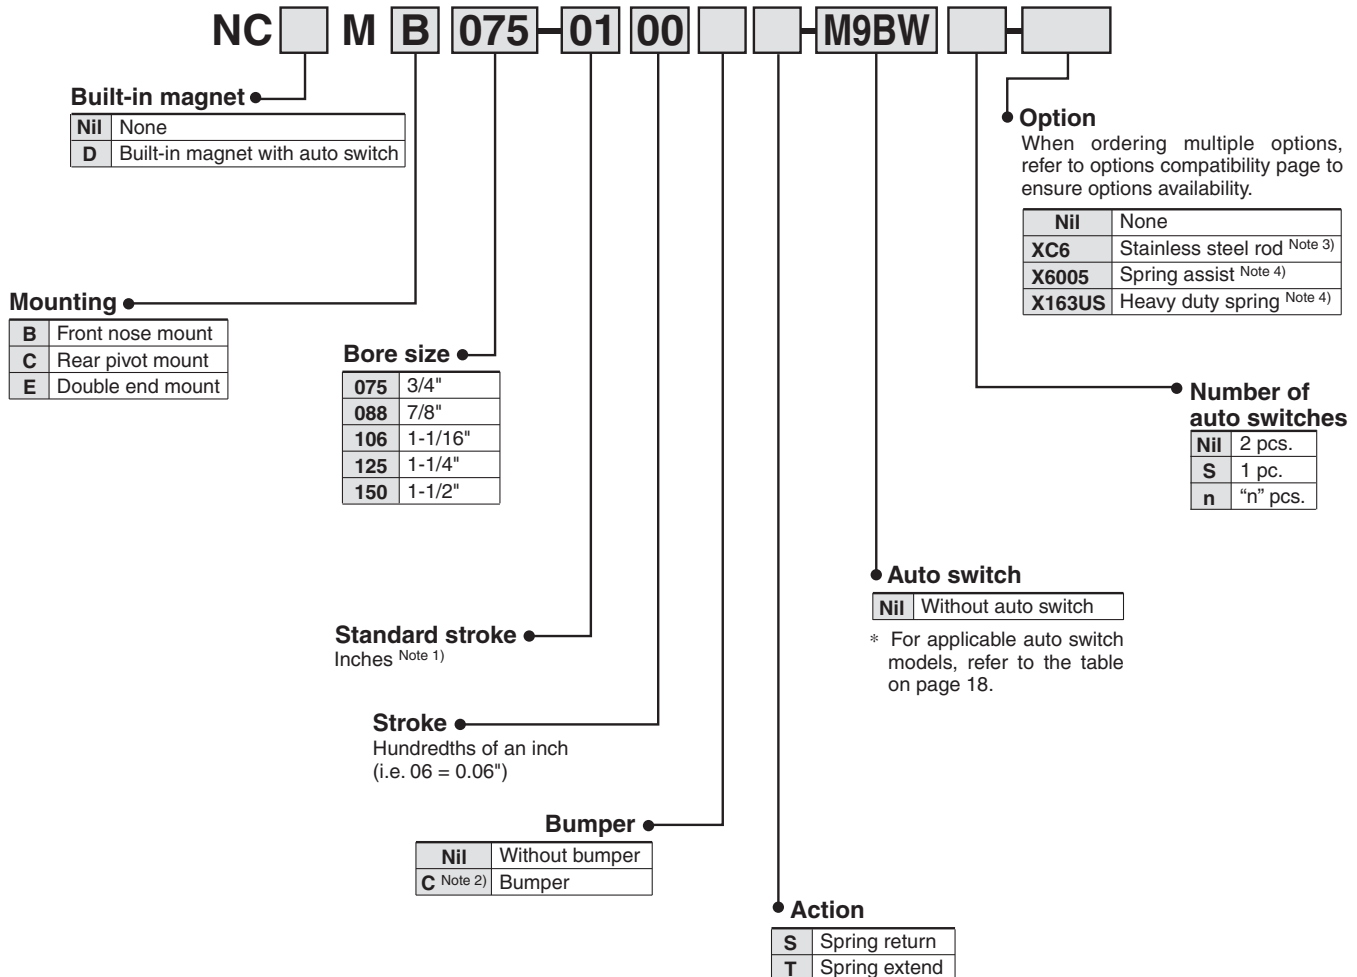 NC M B 075-01 00 - M9BW -
Built-in magnet
Nil None
D Built-in magnet with auto switch
Option
When ordering multiple options,
refer to options compatibility page to
ensure options availability.
Nil None
XC6 Stainless steel rod Note 3)
X6005 Spring assist Note 4)
X163US Heavy duty spring Note 4)
Mounting
B Front nose mount
C Rear pivot mount
E Double end mount
Bore size
075 3/4"
088 7/8"
106 1-1/16"
125 1-1/4"
150 1-1/2"
Number of
auto switches
Nil 2 pcs.
S 1 pc.
n “n” pcs.
Auto switch
Nil Without auto switch
* For applicable auto switch
models, refer to the table
on page 18.
Standard stroke
Inches Note 1)
Stroke
Hundredths of an inch
(i.e. 06 = 0.06")
Bumper
Nil Without bumper
C Note 2) Bumper
Action
S Spring return
T Spring extend